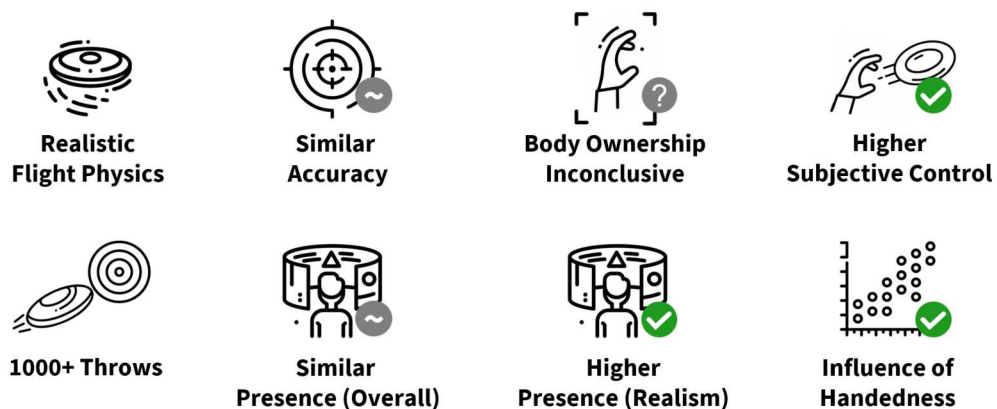 Realistic
Flight Physics
Similar
Accuracy
?
Body Ownership
Inconclusive
Higher
Subjective Control
1000+ Throws
~
Similar
Presence (Overall)
Higher
Presence (Realism)
Influence of
Handedness